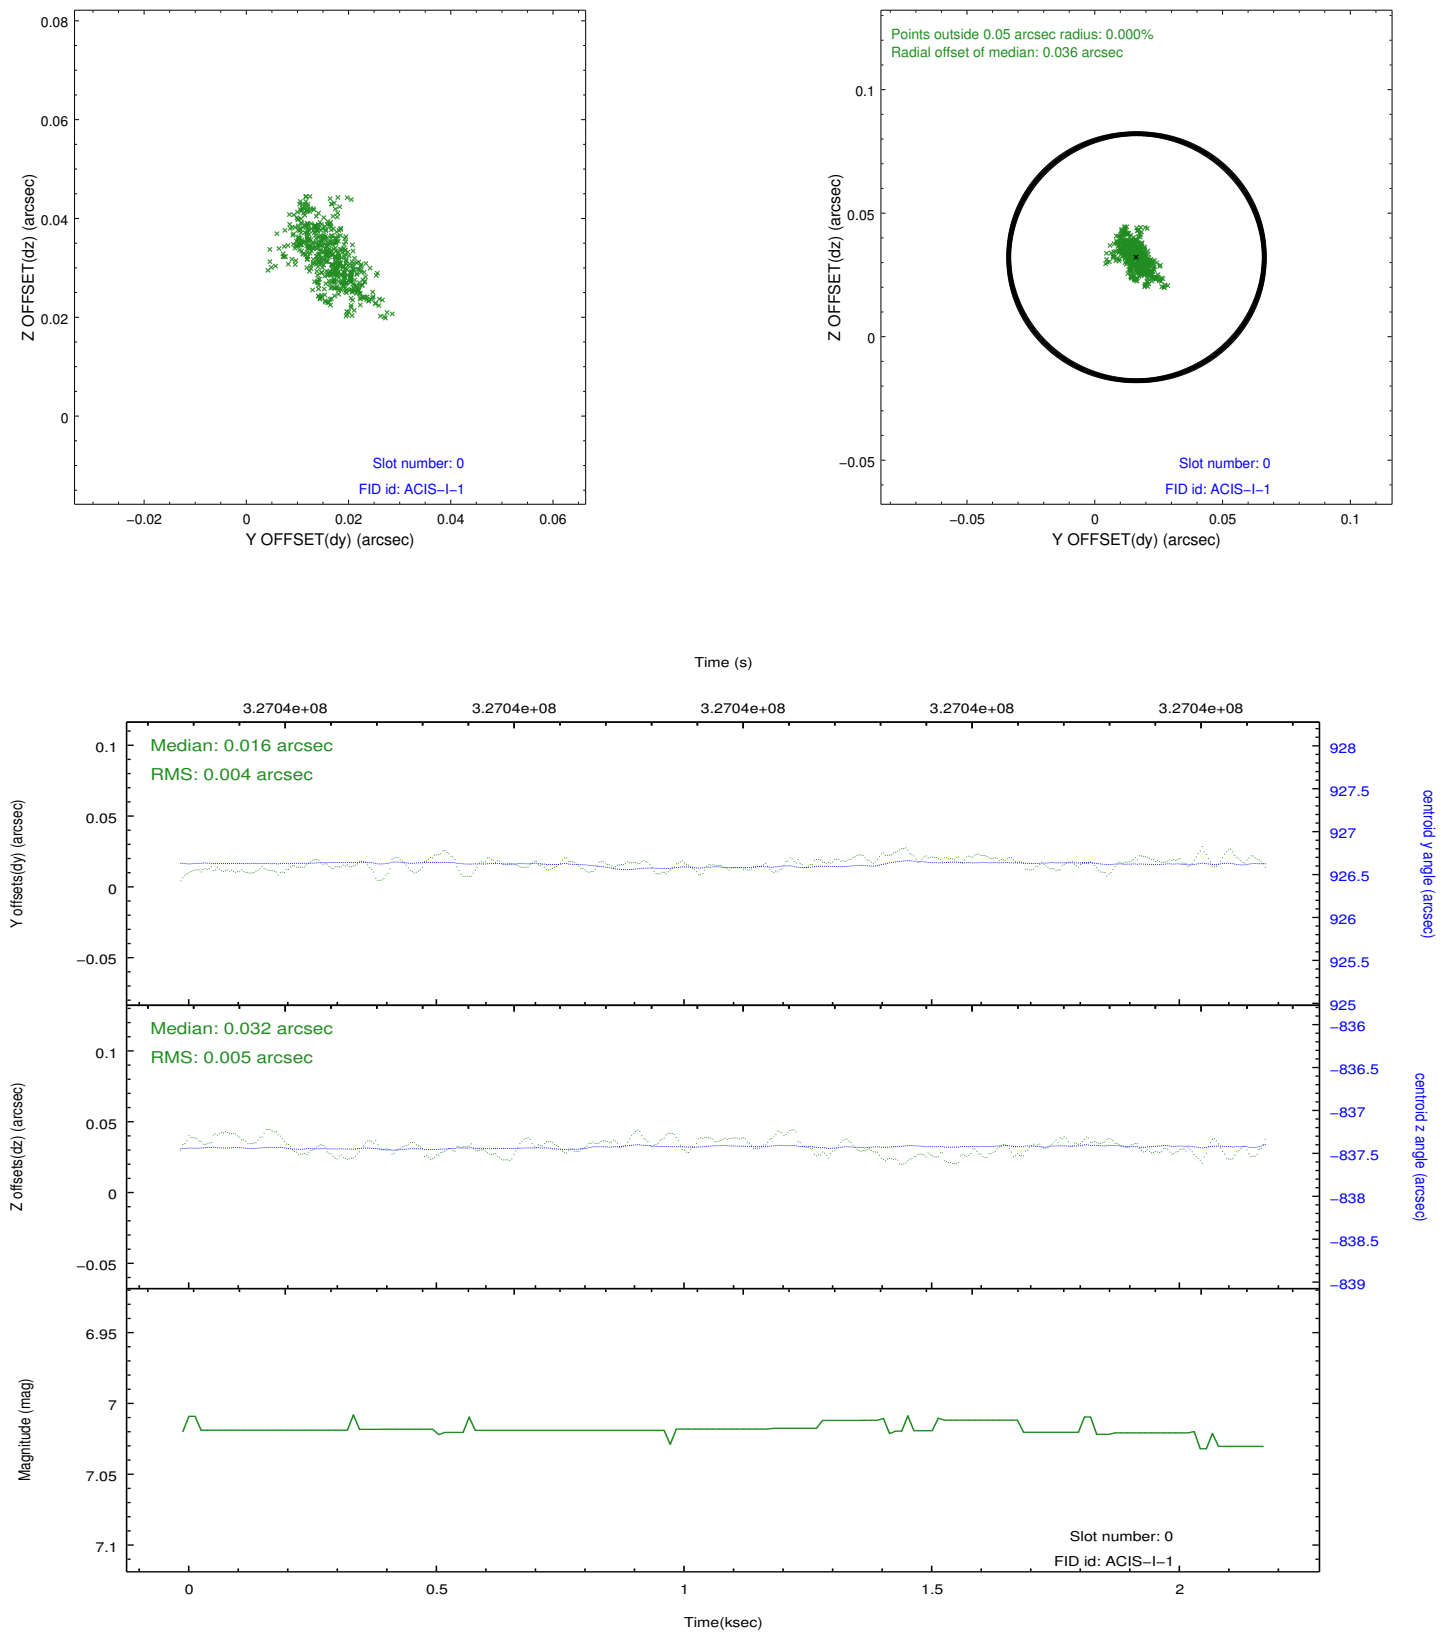 0.08
0.06
0.04
0.02
0
Z OFFSET(dz) (arcsec)
Slot number: 0
FID id: ACIS−I−1
−0.02 0 0.02 0.04 0.06
Y OFFSET(dy) (arcsec)
Points outside 0.05 arcsec radius: 0.000%
Radial offset of median: 0.036 arcsec
0.1
0.05
0
−0.05
Z OFFSET(dz) (arcsec)
Slot number: 0
FID id: ACIS−I−1
−0.05 0 0.05 0.1
Y OFFSET(dy) (arcsec)
Time (s)
3.2704e+08 3.2704e+08 3.2704e+08 3.2704e+08 3.2704e+08
Median: 0.016 arcsec
RMS: 0.004 arcsec
0.1
0.05
0
−0.05
Y offsets(dy) (arcsec)
928
927.5
927
926.5
926
925.5
925
centroid y angle (arcsec)
Median: 0.032 arcsec
RMS: 0.005 arcsec
0.1
0.05
0
−0.05
Z offsets(dz) (arcsec)
−836
−836.5
−837
−837.5
−838
−838.5
−839
centroid z angle (arcsec)
6.95
7
7.05
7.1
Magnitude (mag)
Slot number: 0
FID id: ACIS−I−1
0 0.5 1 1.5 2
Time(ksec)